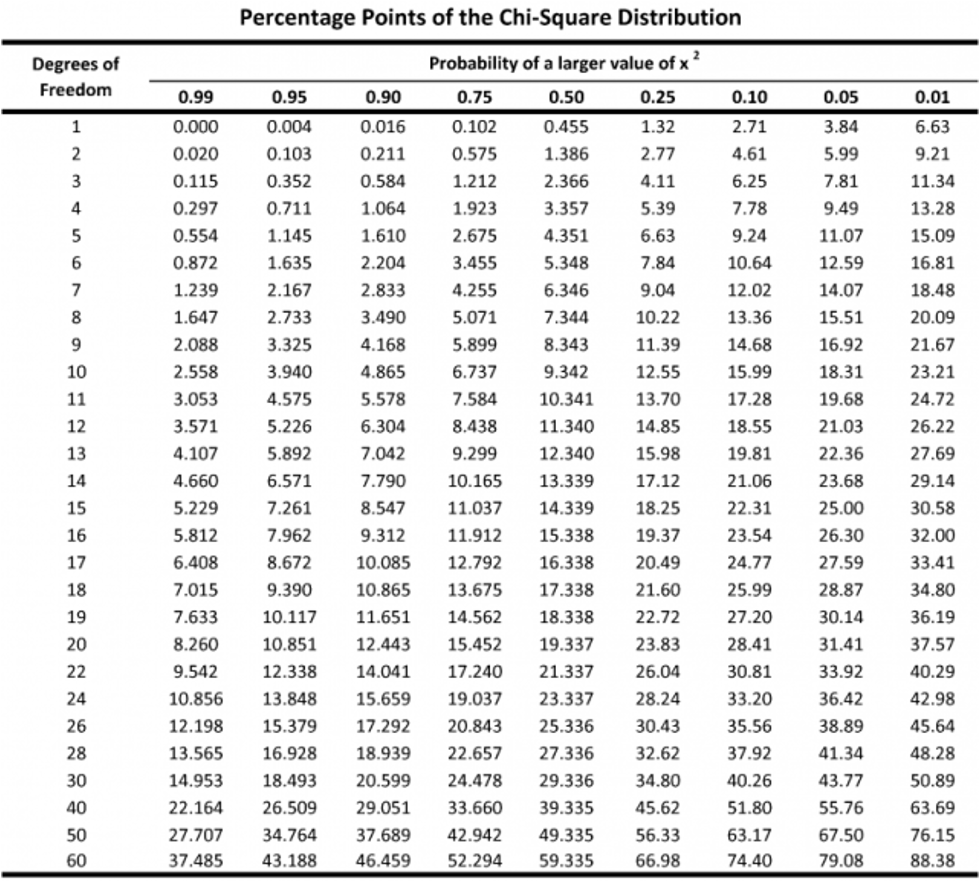 Percentage Points of the Chi-Square Distribution
Degrees of Freedom Probability of a larger value of x ²
0.99 0.95 0.90 0.75 0.50 0.25 0.10 0.05 0.01
1 0.000 0.004 0.016 0.102 0.455 1.32 2.71 3.84 6.63
2 0.020 0.103 0.211 0.575 1.386 2.77 4.61 5.99 9.21
3 0.115 0.352 0.584 1.212 2.366 4.11 6.25 7.81 11.34
4 0.297 0.711 1.064 1.923 3.357 5.39 7.78 9.49 13.28
5 0.554 1.145 1.610 2.675 4.351 6.63 9.24 11.07 15.09
6 0.872 1.635 2.204 3.455 5.348 7.84 10.64 12.59 16.81
7 1.239 2.167 2.833 4.255 6.346 9.04 12.02 14.07 18.48
8 1.647 2.733 3.490 5.071 7.344 10.22 13.36 15.51 20.09
9 2.088 3.325 4.168 5.899 8.343 11.39 14.68 16.92 21.67
10 2.558 3.940 4.865 6.737 9.342 12.55 15.99 18.31 23.21
11 3.053 4.575 5.578 7.584 10.341 13.70 17.28 19.68 24.72
12 3.571 5.226 6.304 8.438 11.340 14.85 18.55 21.03 26.22
13 4.107 5.892 7.042 9.299 12.340 15.98 19.81 22.36 27.69
14 4.660 6.571 7.790 10.165 13.339 17.12 21.06 23.68 29.14
15 5.229 7.261 8.547 11.037 14.339 18.25 22.31 25.00 30.58
16 5.812 7.962 9.312 11.912 15.338 19.37 23.54 26.30 32.00
17 6.408 8.672 10.085 12.792 16.338 20.49 24.77 27.59 33.41
18 7.015 9.390 10.865 13.675 17.338 21.60 25.99 28.87 34.80
19 7.633 10.117 11.651 14.562 18.338 22.72 27.20 30.14 36.19
20 8.260 10.851 12.443 15.452 19.337 23.83 28.41 31.41 37.57
22 9.542 12.338 14.041 17.240 21.337 26.04 30.81 33.92 40.29
24 10.856 13.848 15.659 19.037 23.337 28.24 33.20 36.42 42.98
26 12.198 15.379 17.292 20.843 25.336 30.43 35.56 38.89 45.64
28 13.565 16.928 18.939 22.657 27.336 32.62 37.92 41.34 48.28
30 14.953 18.493 20.599 24.478 29.336 34.80 40.26 43.77 50.89
40 22.164 26.509 29.051 33.660 39.335 45.62 51.80 55.76 63.69
50 27.707 34.764 37.689 42.942 49.335 56.33 63.17 67.50 76.15
60 37.485 43.188 46.459 52.294 59.335 66.98 74.40 79.08 88.38